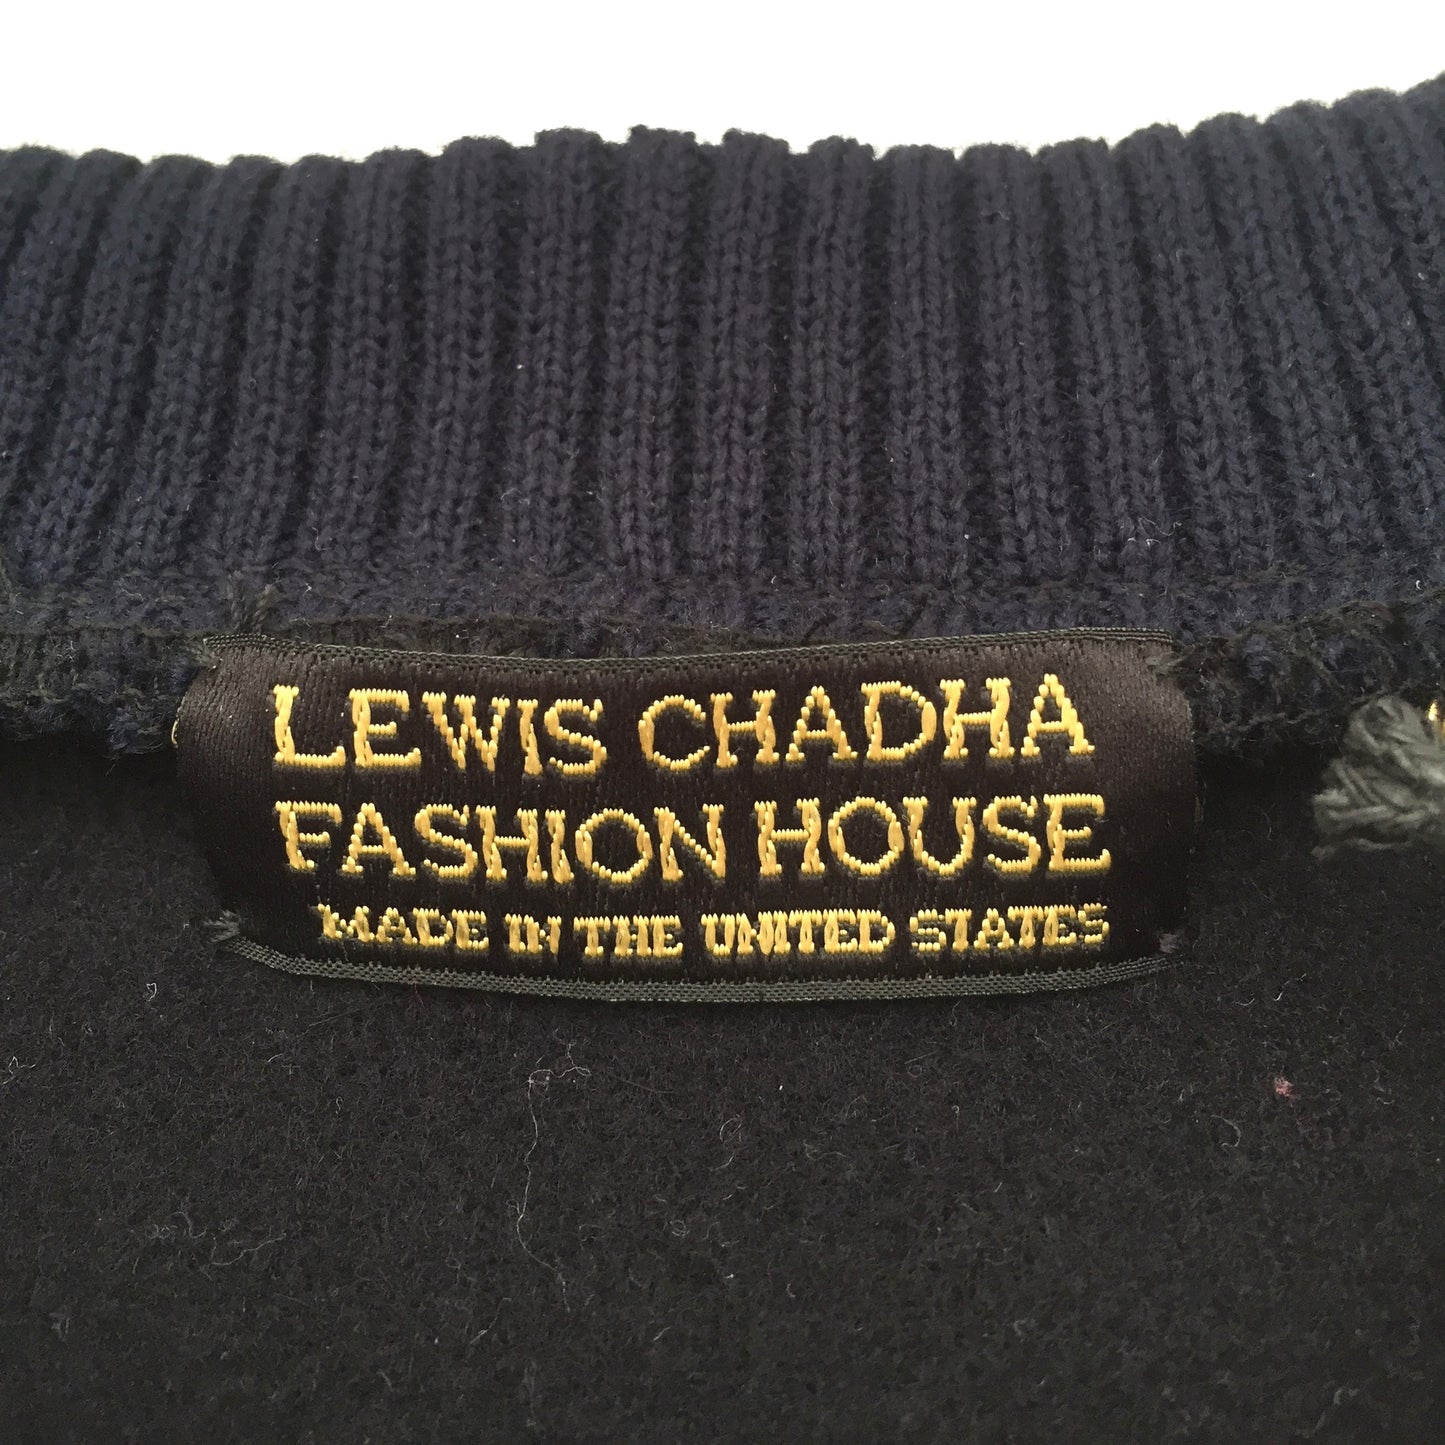 LEWIS CHADHA
FASHION HOUSE
MADE IN THE UNITED STATES